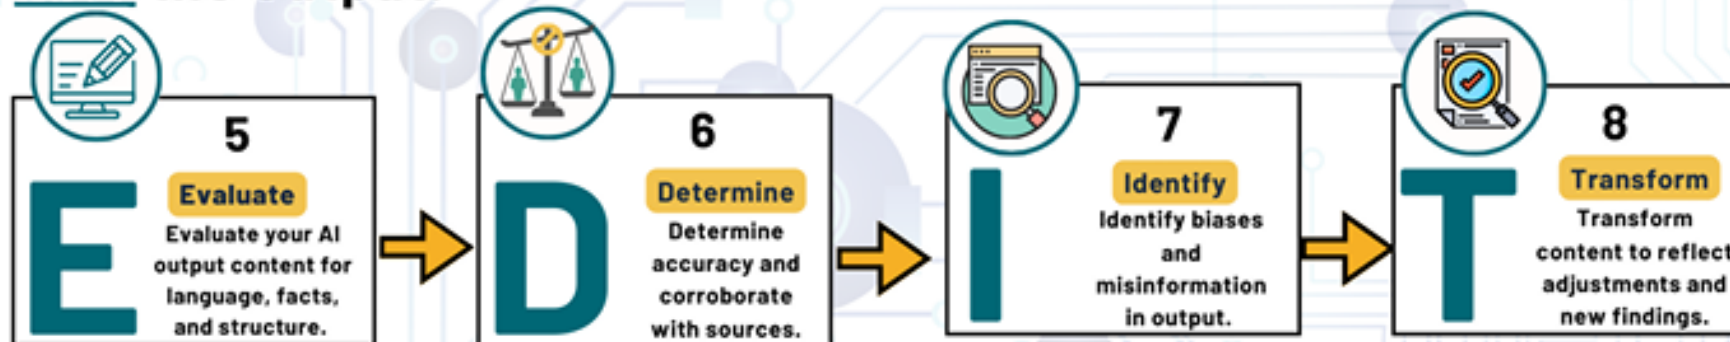 5
E
Evaluate
Evaluate your AI
output content for
language, facts,
and structure.
6
D
Determine
Determine
accuracy and
corroborate
with sources.
7
I
Identify
Identify biases
and
misinformation
in output.
8
T
Transform
Transform
content to reflect
adjustments and
new findings.